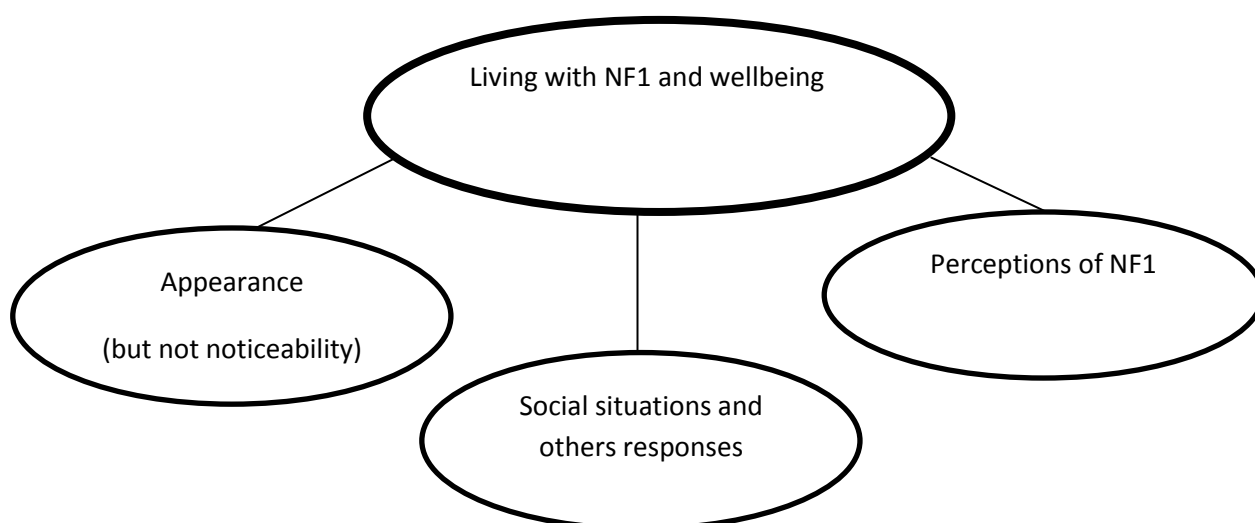 Living with NF1 and wellbeing
Appearance
(but not noticeability)
Perceptions of NF1
Social situations and
others responses